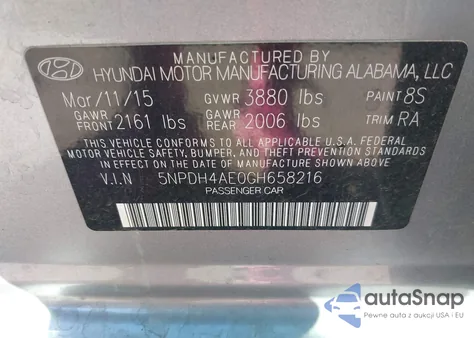 MANUFACTURED BY
HYUNDAI MOTOR MANUFACTURING ALABAMA, LLC
Mar/11/15 GVWR 3880 lbs PAINT 8S
GAWR FRONT 2161 lbs GAWR REAR 2006 lbs TRIM RA
THIS VEHICLE CONFORMS TO ALL APPLICABLE U.S.A. FEDERAL
MOTOR VEHICLE SAFETY, BUMPER, AND THEFT PREVENTION STANDARDS
IN EFFECT ON THE DATE OF MANUFACTURE SHOWN ABOVE.
V.I.N 5NPDH4AE0GH658216
PASSENGER CAR
autaSnap
Pewne auta z aukcji USA i EU